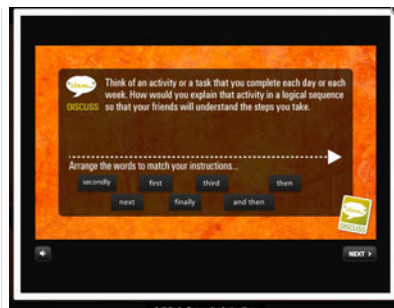 "class..."
DISCUSS
Think of an activity or a task that you complete each day or each
week. How would you explain that activity in a logical sequence
so that your friends will understand the steps you take.
Arrange the words to match your instructions...
secondly first third then
next finally and then
DISCUSS
NEXT